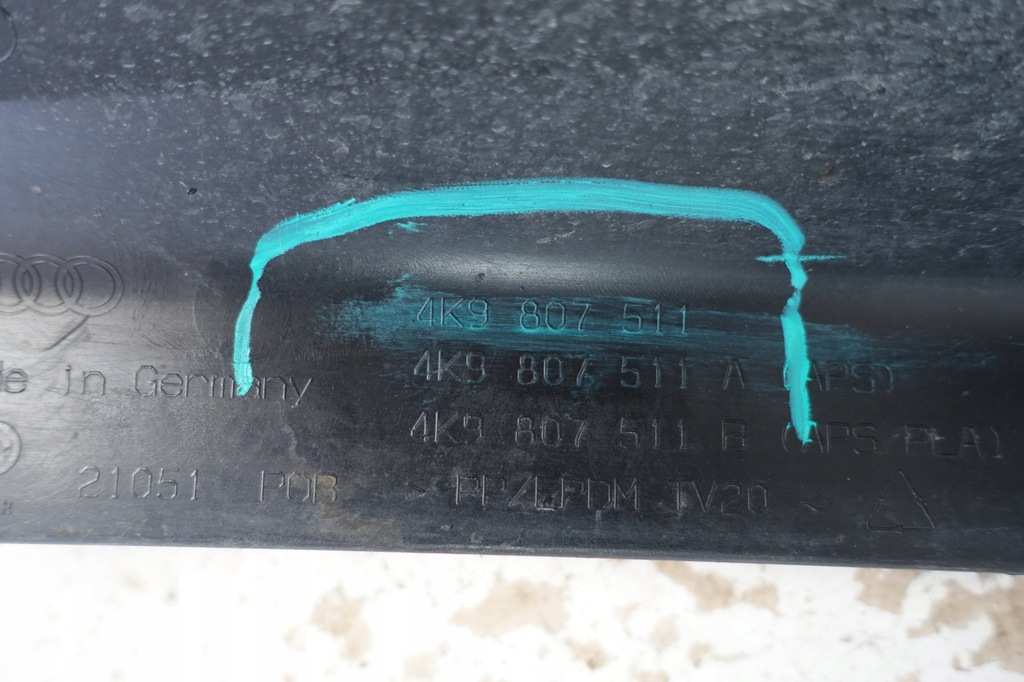 4K9 807 511
4K9 807 511 A (APS)
in Germany
4K9 807 511 B (APS/PLA)
21051 POB > PP/EPDM TV20 <